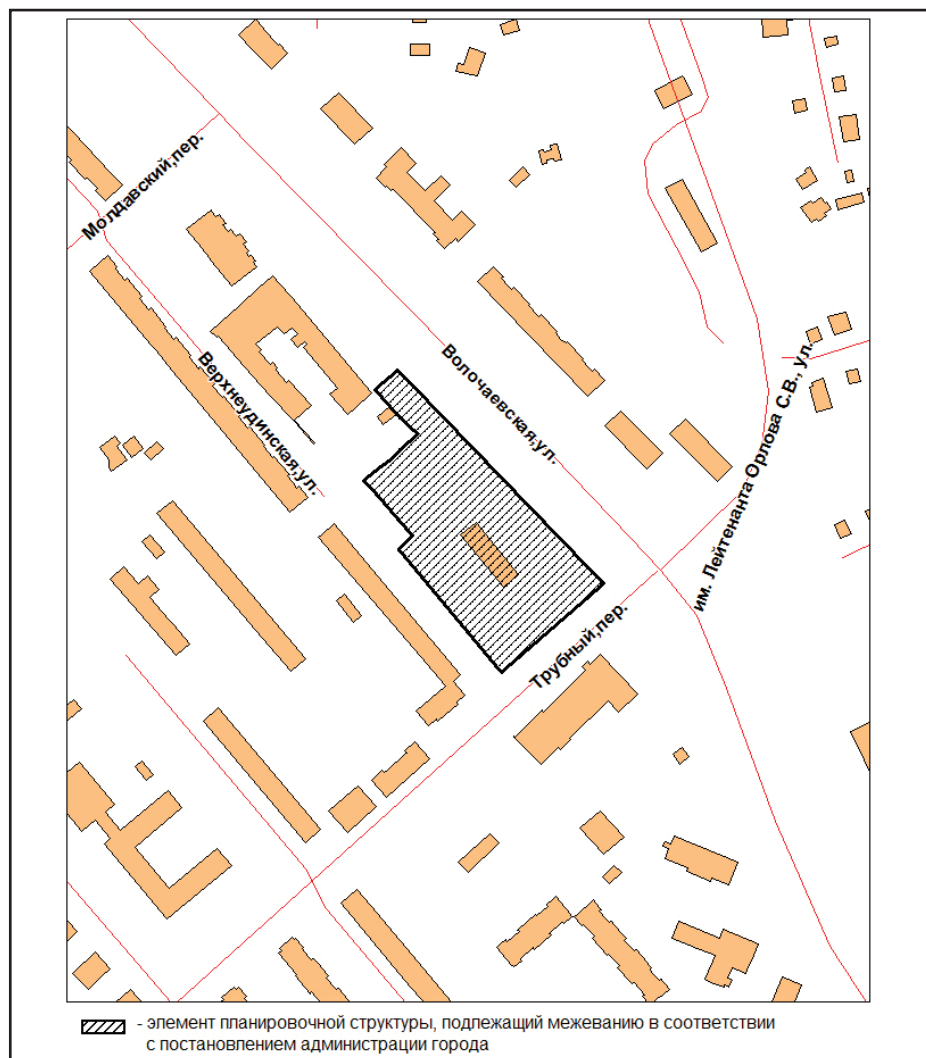 Молдавский,пер.
Верхнеудинская,ул.
Волочаевская,ул.
им. Лейтенанта Орлова С.В., ул.
Трубный,пер.
- элемент планировочной структуры, подлежащий межеванию в соответствии
с постановлением администрации города